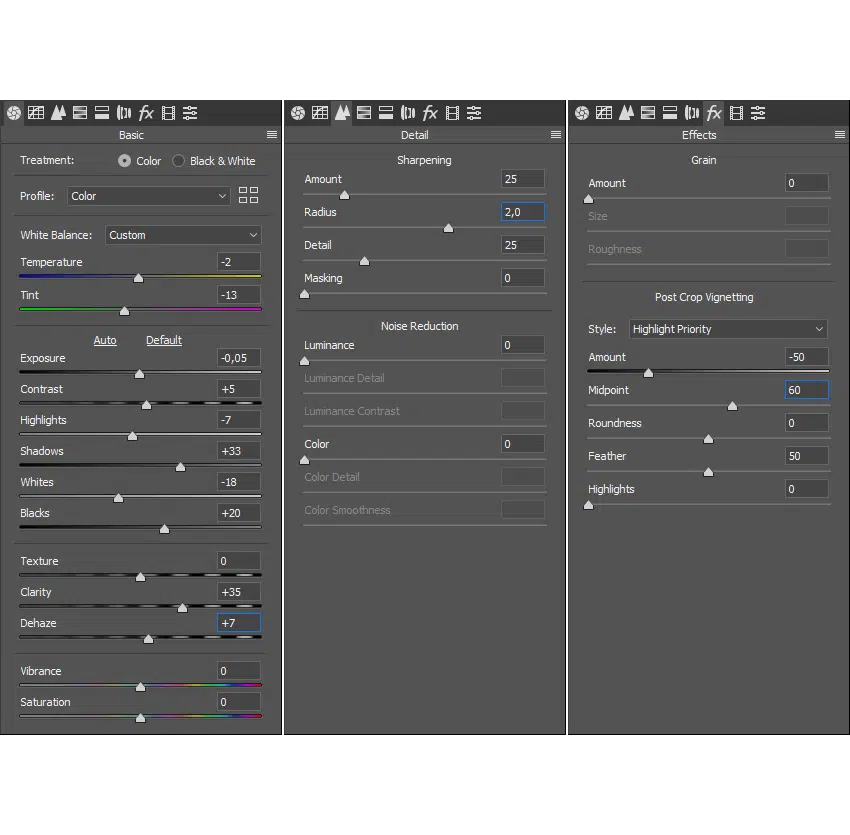 Basic
Treatment: Color Black & White
Profile: Color
White Balance: Custom
Temperature -2
Tint -13
Auto Default
Exposure -0,05
Contrast +5
Highlights -7
Shadows +33
Whites -18
Blacks +20
Texture 0
Clarity +35
Dehaze +7
Vibrance 0
Saturation 0
Detail
Sharpening
Amount 25
Radius 2,0
Detail 25
Masking 0
Noise Reduction
Luminance 0
Luminance Detail
Luminance Contrast
Color 0
Color Detail
Color Smoothness
fx
Effects
Grain
Amount 0
Size
Roughness
Post Crop Vignetting
Style: Highlight Priority
Amount -50
Midpoint 60
Roundness 0
Feather 50
Highlights 0